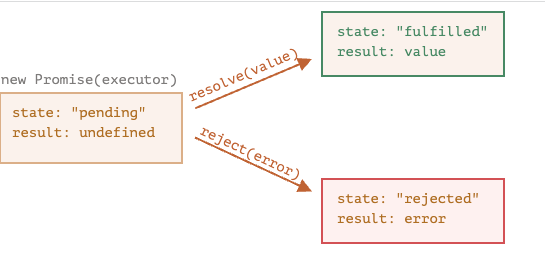 new Promise(executor)
state: "pending"
result: undefined
resolve(value)
reject(error)
state: "fulfilled"
result: value
state: "rejected"
result: error